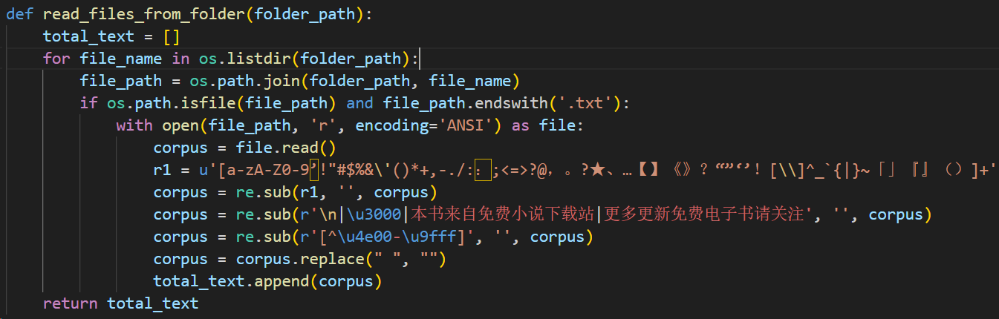 def read_files_from_folder(folder_path):
    total_text = []
    for file_name in os.listdir(folder_path):
        file_path = os.path.join(folder_path, file_name)
        if os.path.isfile(file_path) and file_path.endswith('.txt'):
            with open(file_path, 'r', encoding='ANSI') as file:
                corpus = file.read()
                r1 = u'[a-zA-Z0-9’!"#$%&\'()*+,-./:：;<=>?@，。?★、…【】《》？“”‘’！[\\]^_`{|}~「」『』（）]+'
                corpus = re.sub(r1, '', corpus)
                corpus = re.sub(r'\n|\u3000|本书来自免费小说下载站|更多更新免费电子书请关注', '', corpus)
                corpus = re.sub(r'[^\u4e00-\u9fff]', '', corpus)
                corpus = corpus.replace(" ", "")
                total_text.append(corpus)
    return total_text